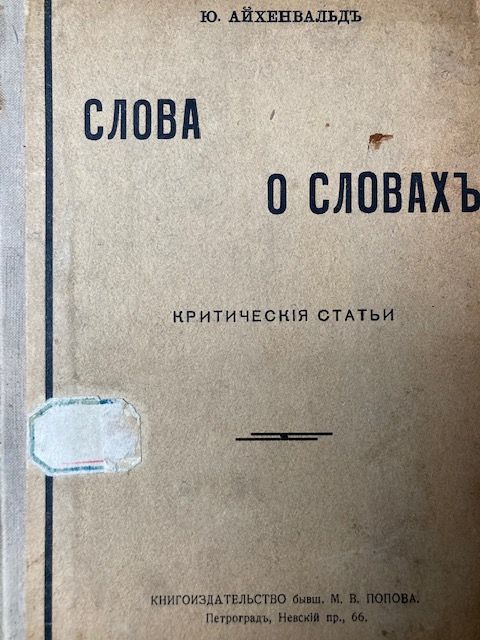 Ю. АЙХЕНВАЛЬДЪ
СЛОВА
О СЛОВАХЪ
КРИТИЧЕСКІЯ СТАТЬИ
КНИГОИЗДАТЕЛЬСТВО бывш. М. В. ПОПОВА.
Петроградъ, Невскій пр., 66.